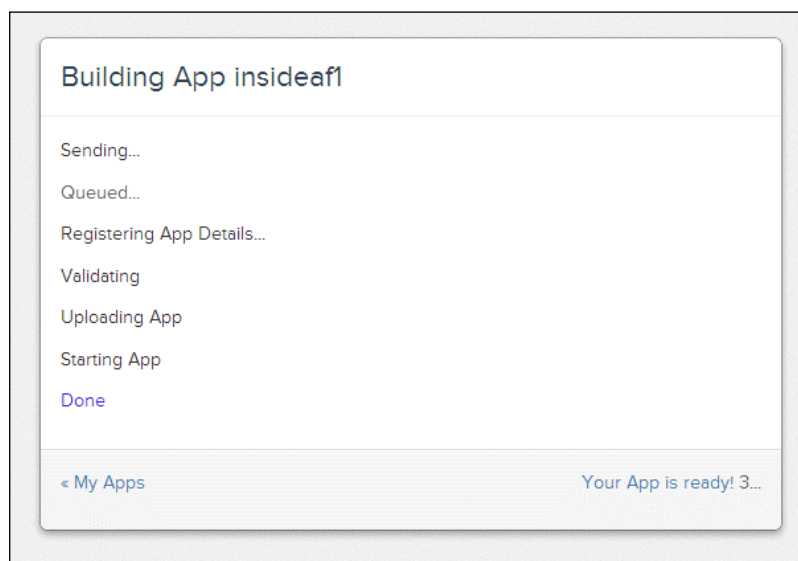 Building App insideaf1
Sending...
Queued...
Registering App Details...
Validating
Uploading App
Starting App
Done
« My Apps
Your App is ready! 3...